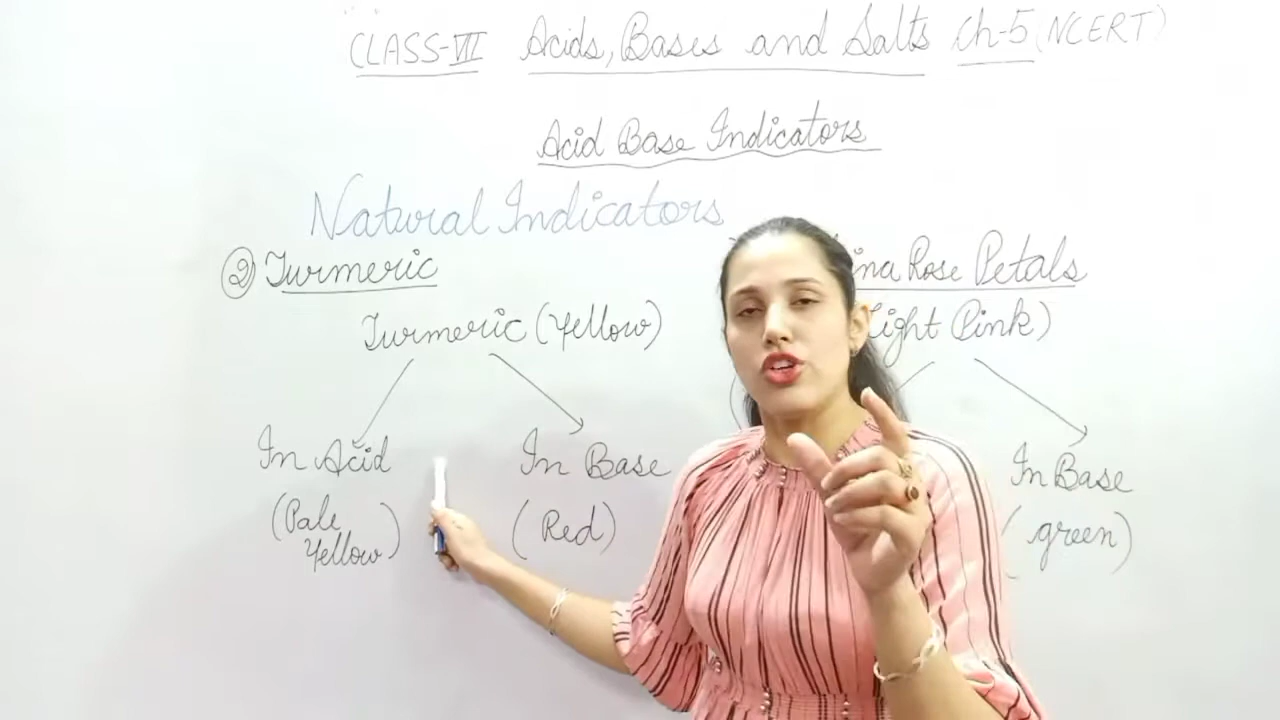 CLASS-VII Acids, Bases and Salts Ch-5 (NCERT)
Acid Base Indicators
Natural Indicators
② Turmeric
Turmeric (Yellow)
In Acid
(Pale Yellow)
In Base
(Red)
Rose Petals
Light Pink)
In Base
(green)